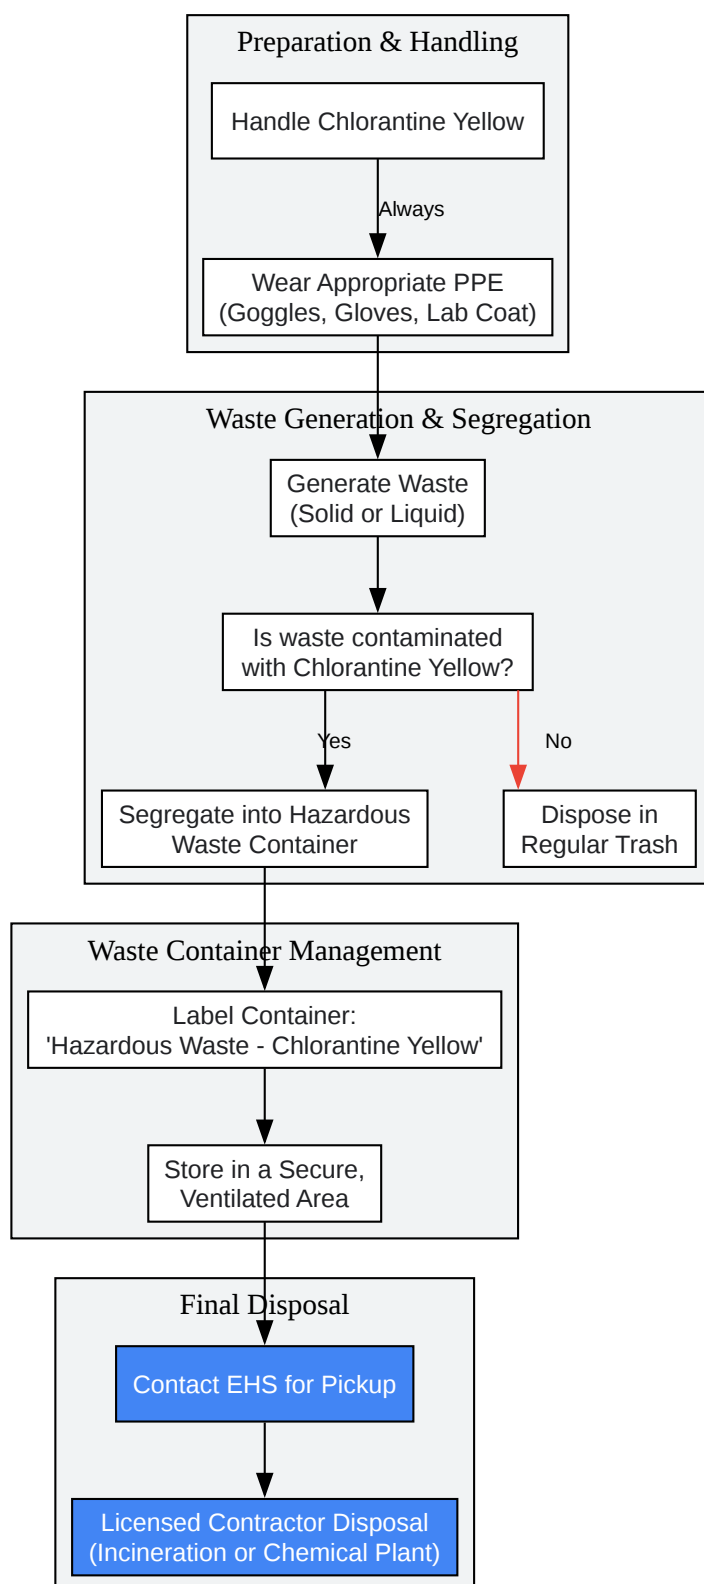 Preparation & Handling
Handle Chlorantine Yellow
Always
Wear Appropriate PPE
(Goggles, Gloves, Lab Coat)
Waste Generation & Segregation
Generate Waste
(Solid or Liquid)
Is waste contaminated
with Chlorantine Yellow?
Yes
No
Segregate into Hazardous
Waste Container
Dispose in
Regular Trash
Waste Container Management
Label Container:
'Hazardous Waste - Chlorantine Yellow'
Store in a Secure,
Ventilated Area
Final Disposal
Contact EHS for Pickup
Licensed Contractor Disposal
(Incineration or Chemical Plant)